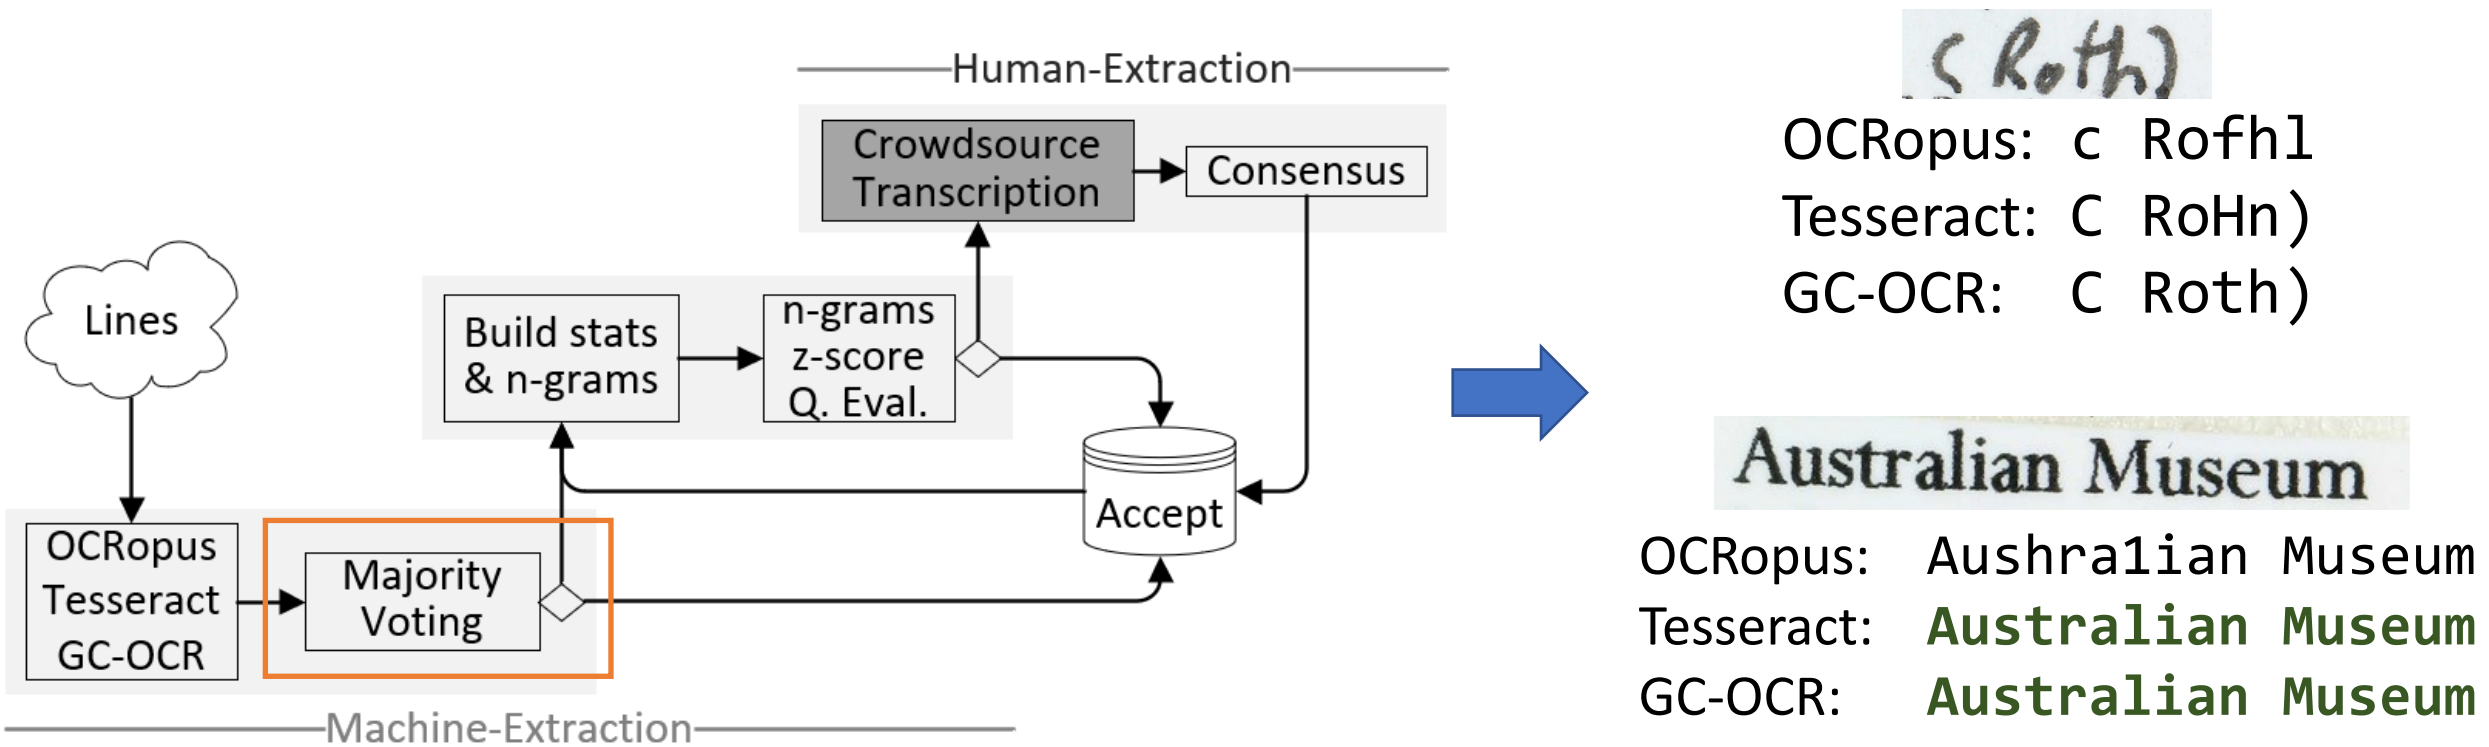 Human-Extraction
Crowdsource
Transcription
Consensus
Lines
Build stats
& n-grams
n-grams
z-score
Q. Eval.
Accept
OCRopus
Tesseract
GC-OCR
Majority
Voting
Machine-Extraction
(Roth)
OCRopus: c Rofhl
Tesseract: C RoHn)
GC-OCR: C Roth)
Australian Museum
OCRopus: Aushra1ian Museum
Tesseract: Australian Museum
GC-OCR: Australian Museum